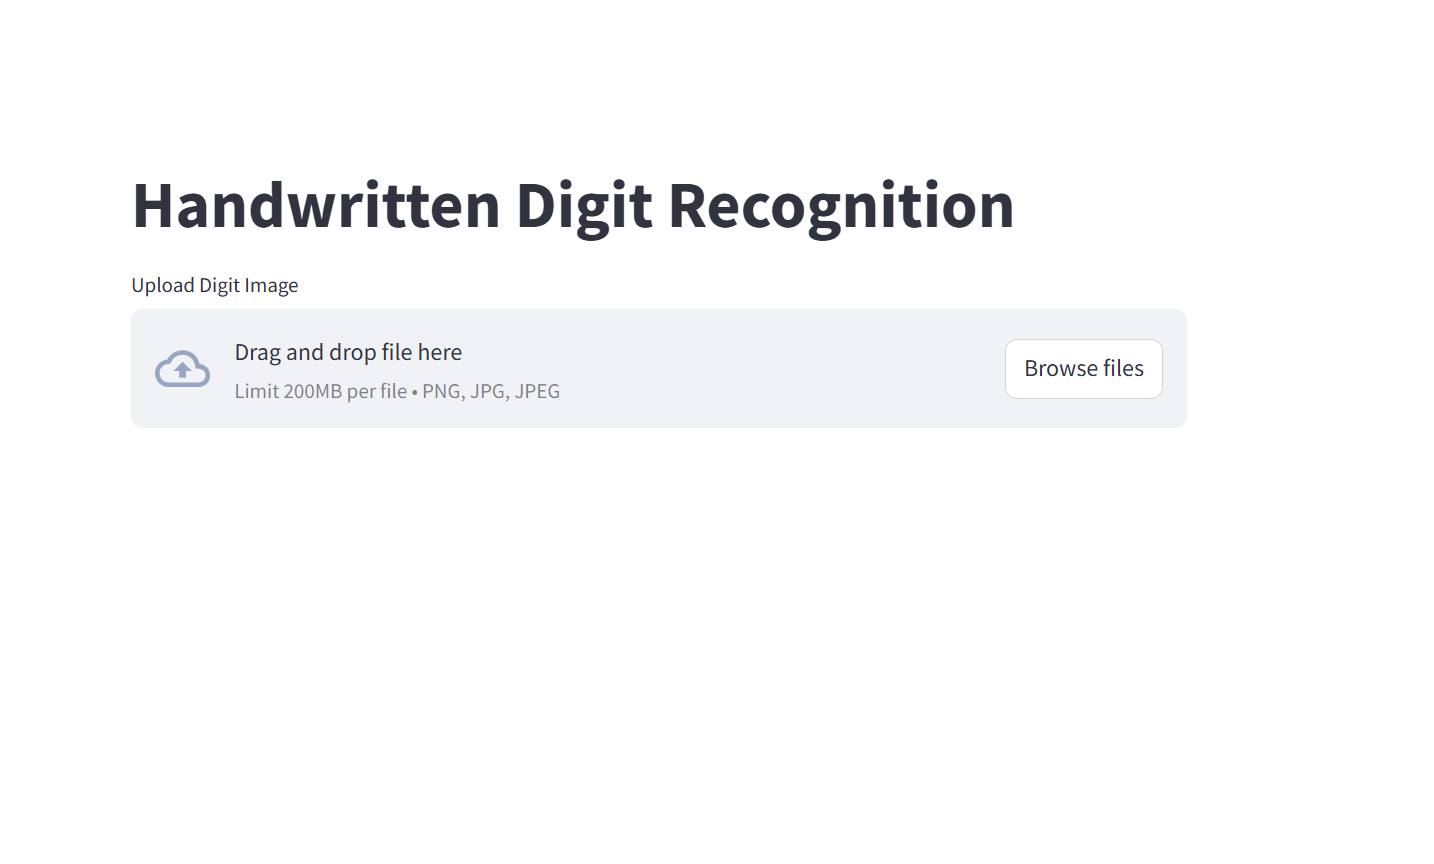 Handwritten Digit Recognition
Upload Digit Image
Drag and drop file here
Limit 200MB per file • PNG, JPG, JPEG
Browse files